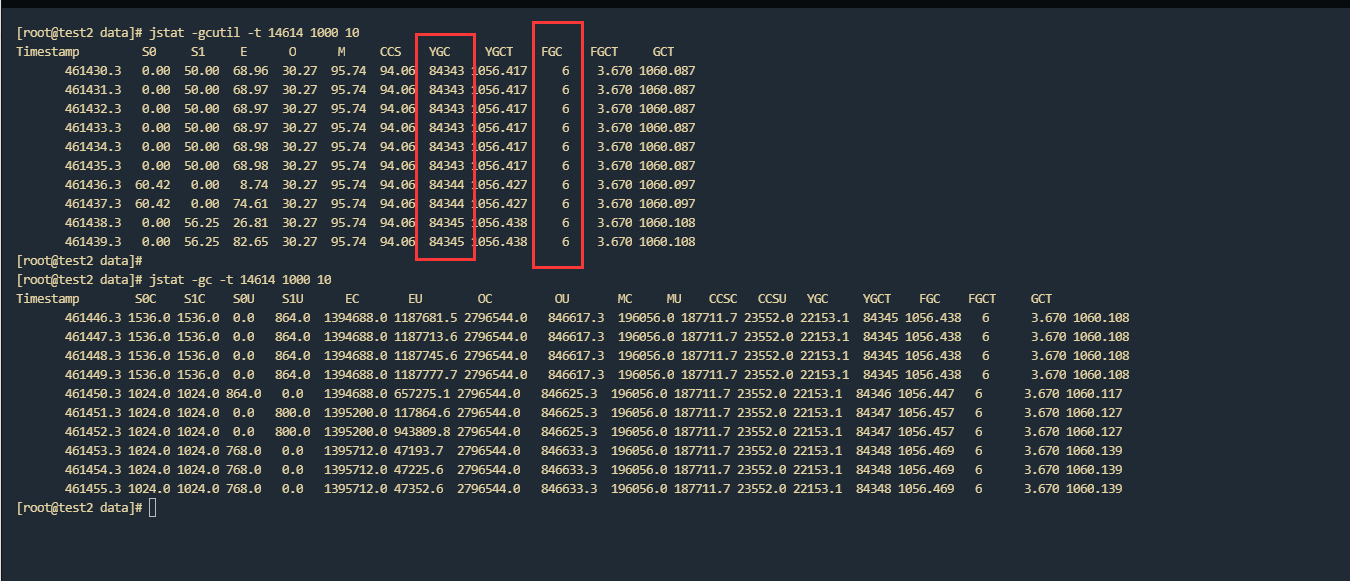 [root@test2 data]# jstat -gcutil -t 14614 1000 10
Timestamp S0 S1 E O M CCS YGC YGCT FGC FGCT GCT
461430.3 0.00 50.00 68.96 30.27 95.74 94.06 84343 1056.417 6 3.670 1060.087
461431.3 0.00 50.00 68.97 30.27 95.74 94.06 84343 1056.417 6 3.670 1060.087
461432.3 0.00 50.00 68.97 30.27 95.74 94.06 84343 1056.417 6 3.670 1060.087
461433.3 0.00 50.00 68.97 30.27 95.74 94.06 84343 1056.417 6 3.670 1060.087
461434.3 0.00 50.00 68.98 30.27 95.74 94.06 84343 1056.417 6 3.670 1060.087
461435.3 0.00 50.00 68.98 30.27 95.74 94.06 84343 1056.417 6 3.670 1060.087
461436.3 60.42 0.00 8.74 30.27 95.74 94.06 84344 1056.427 6 3.670 1060.097
461437.3 60.42 0.00 74.61 30.27 95.74 94.06 84344 1056.427 6 3.670 1060.097
461438.3 0.00 56.25 26.81 30.27 95.74 94.06 84345 1056.438 6 3.670 1060.108
461439.3 0.00 56.25 82.65 30.27 95.74 94.06 84345 1056.438 6 3.670 1060.108
[root@test2 data]#
[root@test2 data]# jstat -gc -t 14614 1000 10
Timestamp S0C S1C S0U S1U EC EU OC OU MC MU CCSC CCSU YGC YGCT FGC FGCT GCT
461446.3 1536.0 1536.0 0.0 864.0 1394688.0 1187681.5 2796544.0 846617.3 196056.0 187711.7 23552.0 22153.1 84345 1056.438 6 3.670 1060.108
461447.3 1536.0 1536.0 0.0 864.0 1394688.0 1187713.6 2796544.0 846617.3 196056.0 187711.7 23552.0 22153.1 84345 1056.438 6 3.670 1060.108
461448.3 1536.0 1536.0 0.0 864.0 1394688.0 1187745.6 2796544.0 846617.3 196056.0 187711.7 23552.0 22153.1 84345 1056.438 6 3.670 1060.108
461449.3 1536.0 1536.0 0.0 864.0 1394688.0 1187777.7 2796544.0 846617.3 196056.0 187711.7 23552.0 22153.1 84345 1056.438 6 3.670 1060.108
461450.3 1024.0 1024.0 864.0 0.0 1394688.0 657275.1 2796544.0 846625.3 196056.0 187711.7 23552.0 22153.1 84346 1056.447 6 3.670 1060.117
461451.3 1024.0 1024.0 0.0 800.0 1395200.0 117864.6 2796544.0 846625.3 196056.0 187711.7 23552.0 22153.1 84347 1056.457 6 3.670 1060.127
461452.3 1024.0 1024.0 0.0 800.0 1395200.0 943809.8 2796544.0 846625.3 196056.0 187711.7 23552.0 22153.1 84347 1056.457 6 3.670 1060.127
461453.3 1024.0 1024.0 768.0 0.0 1395712.0 47193.7 2796544.0 846633.3 196056.0 187711.7 23552.0 22153.1 84348 1056.469 6 3.670 1060.139
461454.3 1024.0 1024.0 768.0 0.0 1395712.0 47225.6 2796544.0 846633.3 196056.0 187711.7 23552.0 22153.1 84348 1056.469 6 3.670 1060.139
461455.3 1024.0 1024.0 768.0 0.0 1395712.0 47352.6 2796544.0 846633.3 196056.0 187711.7 23552.0 22153.1 84348 1056.469 6 3.670 1060.139
[root@test2 data]#